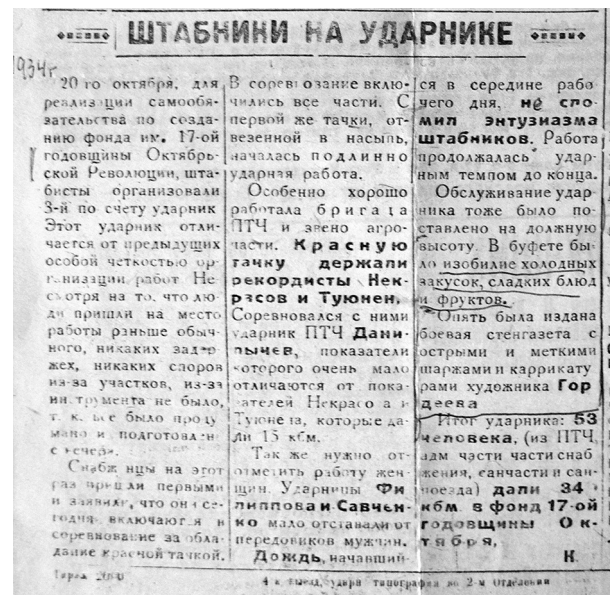 ШТАБНИКИ НА УДАРНИКЕ
1934г
20 го октября, для
реализации самообя-
зательства по созда-
нию фонда им. 17-ой
годовщины Октябрь-
ской Революции, шта-
бисты организовали
3-й по счету ударник
Этот ударник отли-
чается от предыдущих
особой четкостью ор-
ганизации работ Не
смотря на то, что лю-
ди пришли на место
работы раньше обыч-
ного, никаких задер-
жек, никаких споров
из-за участков, из-за
инструмента не было,
т. к. все было проду
мано и подготовлен
с вечера.
Снабженцы на этот
раз пришли первыми
и заявили, что они се-
годня включаются в
соревнование за обла-
дание красной тачкой.
В соревнование вклю-
чились все части. С
первой же тачки, от-
везенной в насыпь,
началась подлинно
ударная работа.
Особенно хорошо
работала бригада
ПТЧ и звено агро-
части. Красную
тачку держали
рекордисты Нек-
расов и Туюнен,
Соревновался с ними
ударник ПТЧ Дани-
лычев, показатели
которого очень мало
отличаются от пока-
зателей Некрасова и
Туюнена, которые да-
ли 15 кбм.
Так же нужно от-
отметить работу жен-
щин. Ударницы Фи
липпова и Савчен-
ко мало отставали от
передовиков мужчин.
Дождь, начавший-
ся в середине рабо
чего дня, не сло-
мил энтузиазма
штабников. Работа
продолжалась удар-
ным темпом до конца.
Обслуживание удар-
ника тоже было по-
ставлено на должную
высоту. В буфете бы-
ло изобилие холодных
закусок, сладких блюд
и фруктов.
Опять была издана
боевая стенгазета с
острыми и меткими
шаржами и каррикату
рами художника Гор
деева
Итог ударника: 53
человека, (из ПТЧ,
адм части части снаб
жения, санчасти и сан-
поезда) дали 34
кбм. в фонд 17-ой
годовщины Ок-
тября,
К.
4 к выезд, ударн типография во 2-м Отделении